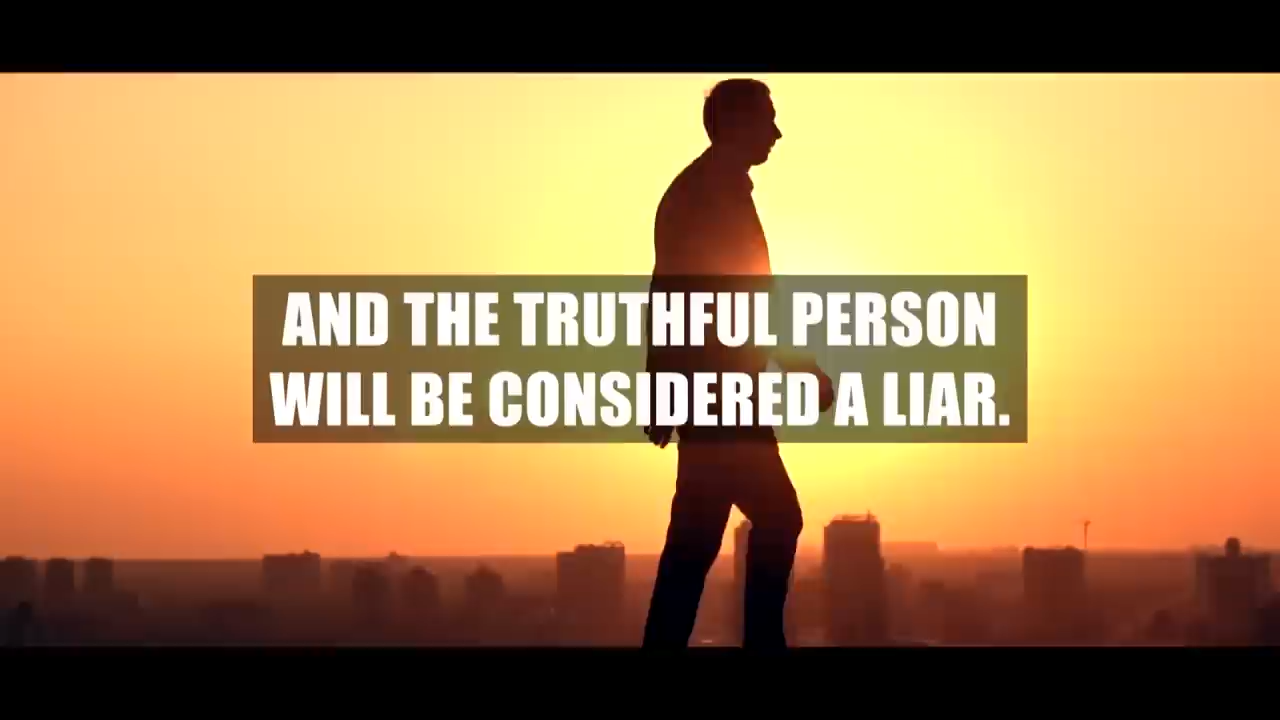 AND THE TRUTHFUL PERSON
WILL BE CONSIDERED A LIAR.